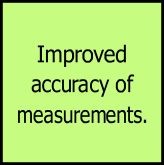 Improved
accuracy of
measurements.